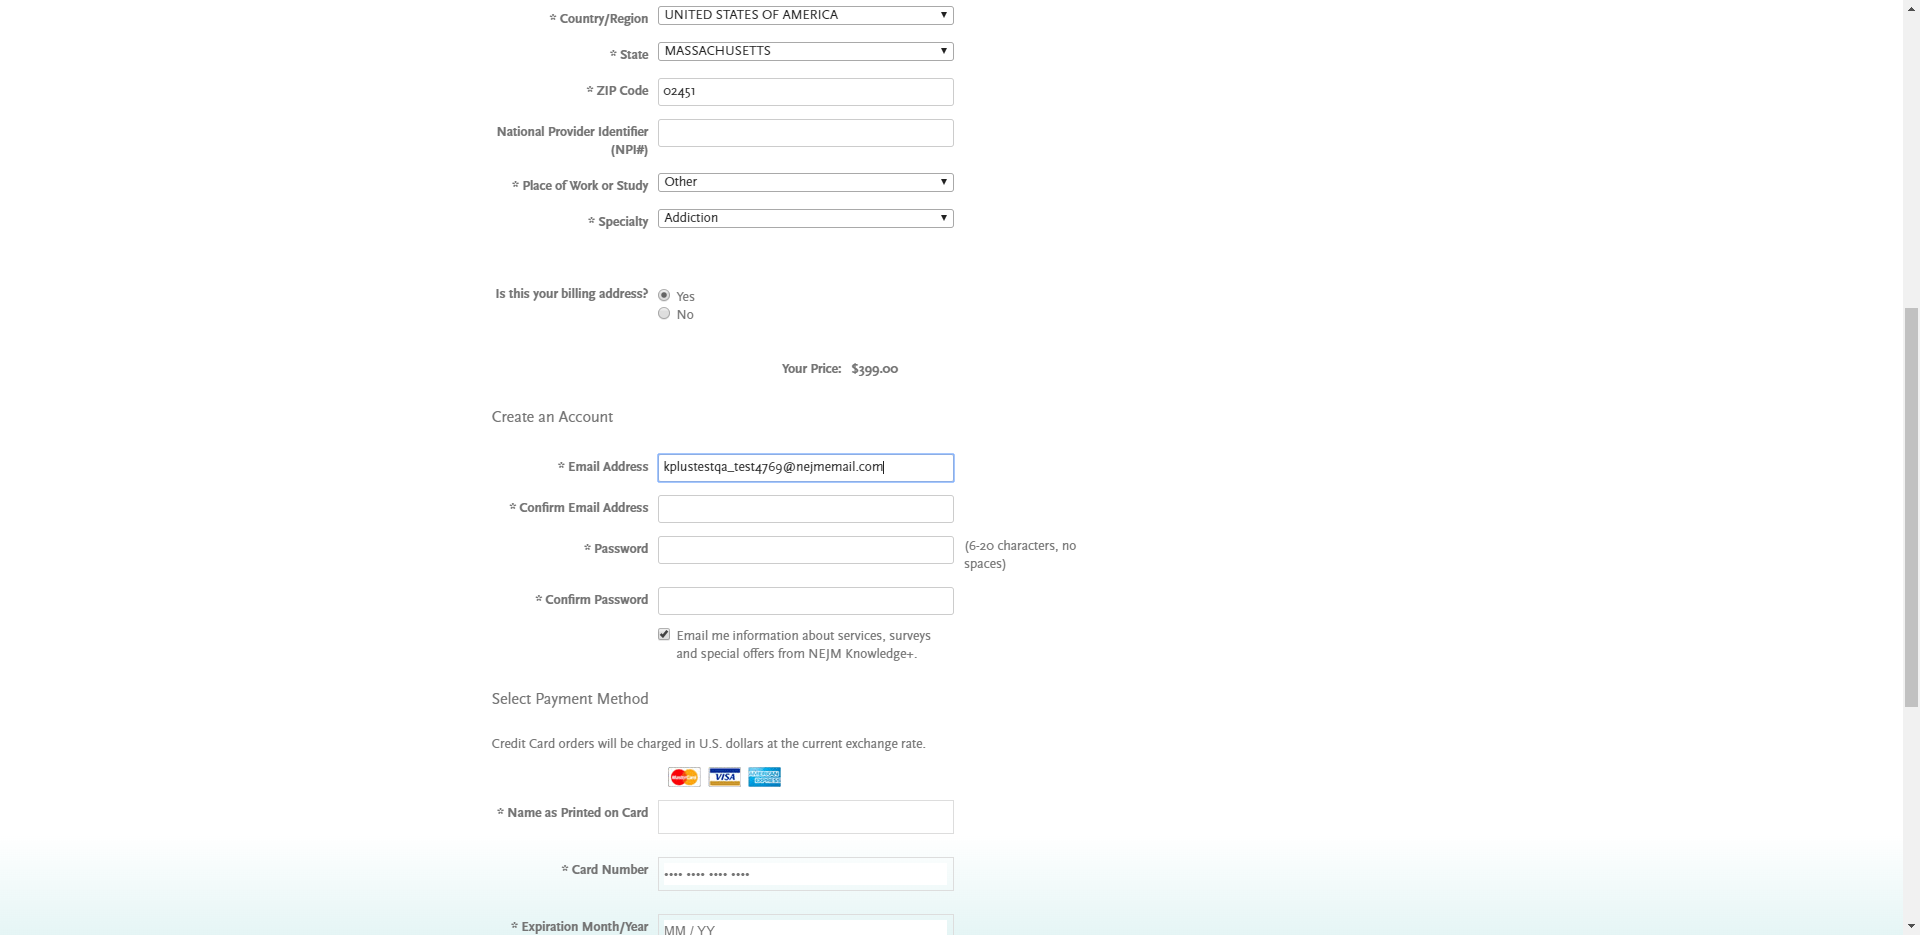 * Country/Region UNITED STATES OF AMERICA
* State MASSACHUSETTS
* ZIP Code 02451
National Provider Identifier
(NPI#)
* Place of Work or Study Other
* Specialty Addiction
Is this your billing address? Yes
No
Your Price: $399.00
Create an Account
* Email Address kplustestqa_test4769@nejmemail.com
* Confirm Email Address
* Password (6-20 characters, no
spaces)
* Confirm Password
Email me information about services, surveys
and special offers from NEJM Knowledge+.
Select Payment Method
Credit Card orders will be charged in U.S. dollars at the current exchange rate.
MasterCard VISA AMERICAN EXPRESS
* Name as Printed on Card
* Card Number •••• •••• •••• ••••
* Expiration Month/Year MM / YY